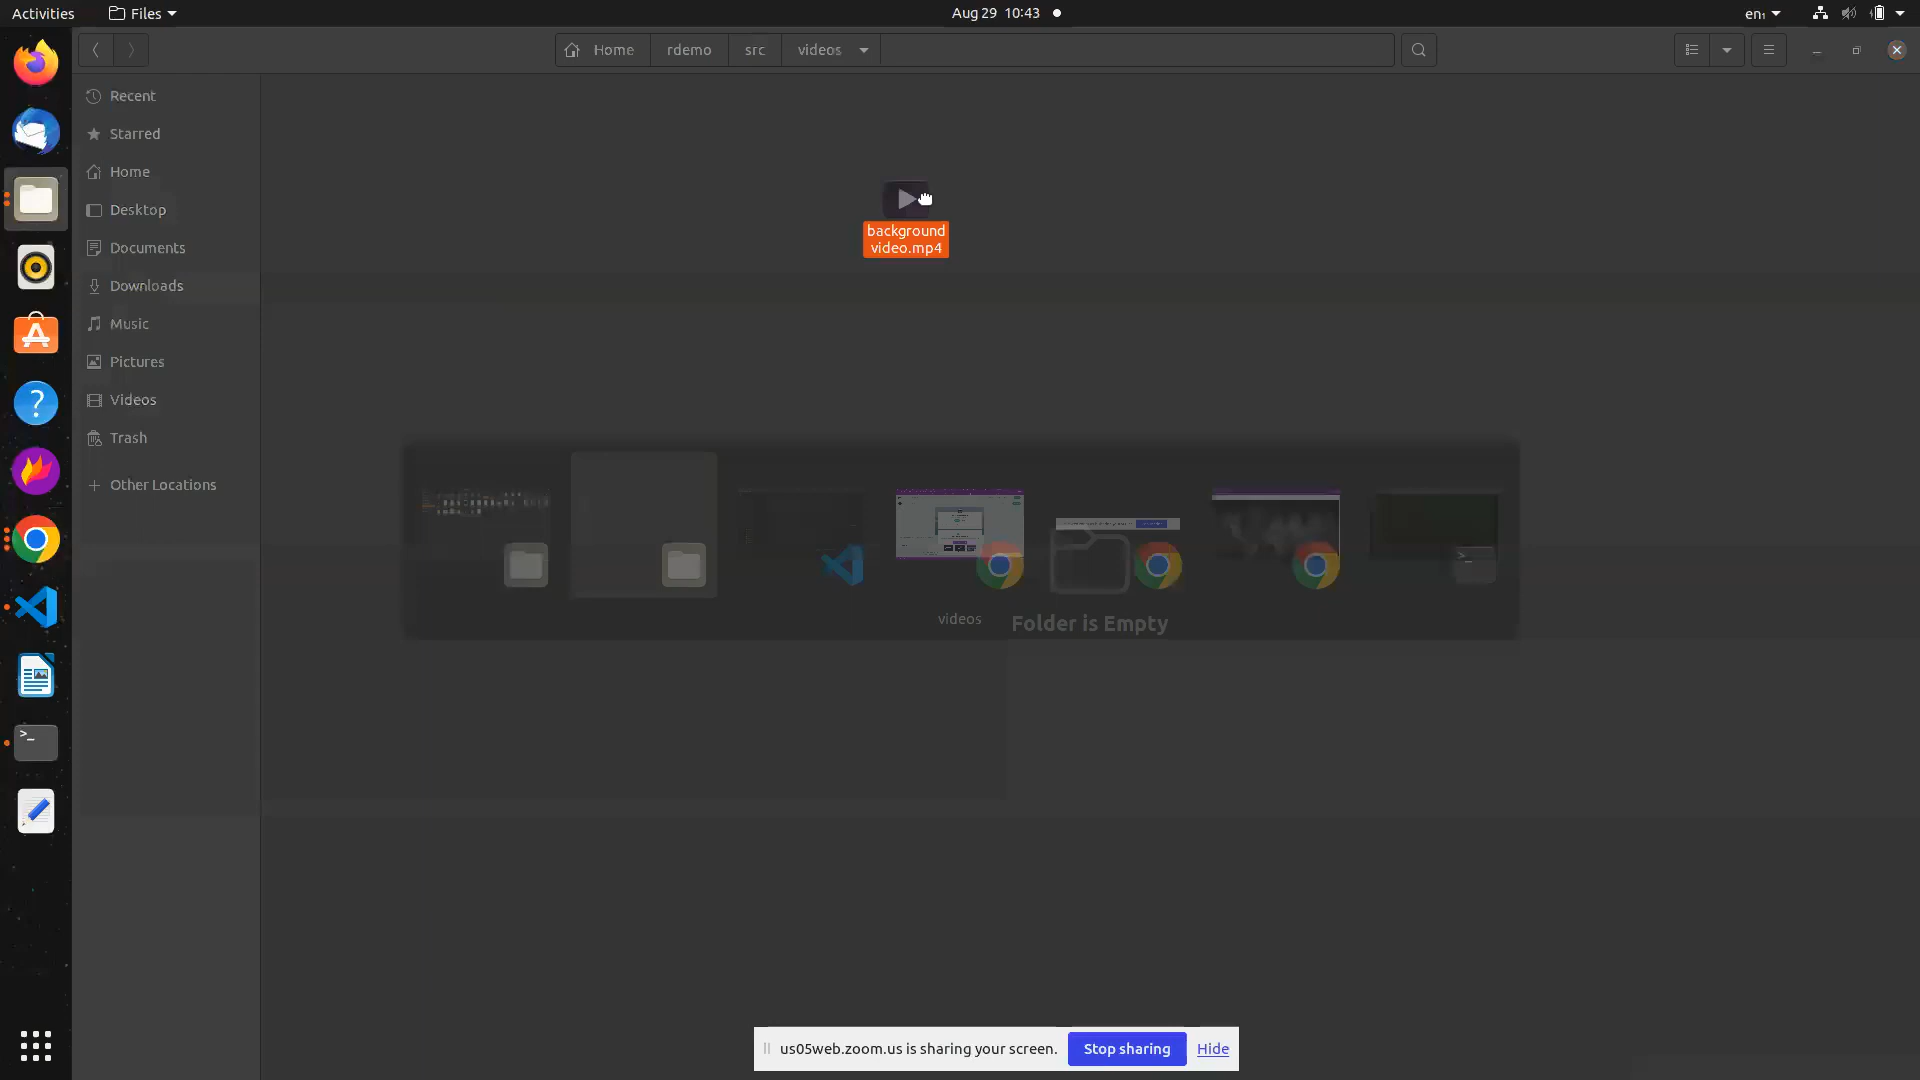 Activities
Files
Aug 29 10:43
en₁
Home
rdemo
src
videos
Recent
Starred
Home
Desktop
Documents
Downloads
Music
Pictures
Videos
Trash
Other Locations
background
video.mp4
videos
Folder is Empty
us05web.zoom.us is sharing your screen.
Stop sharing
Hide